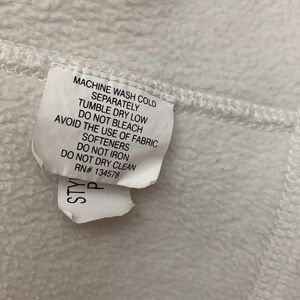 MACHINE WASH COLD
SEPARATELY
TUMBLE DRY LOW
DO NOT BLEACH
AVOID THE USE OF FABRIC
SOFTENERS
DO NOT IRON
DO NOT DRY CLEAN
RN# 134578
STY
P